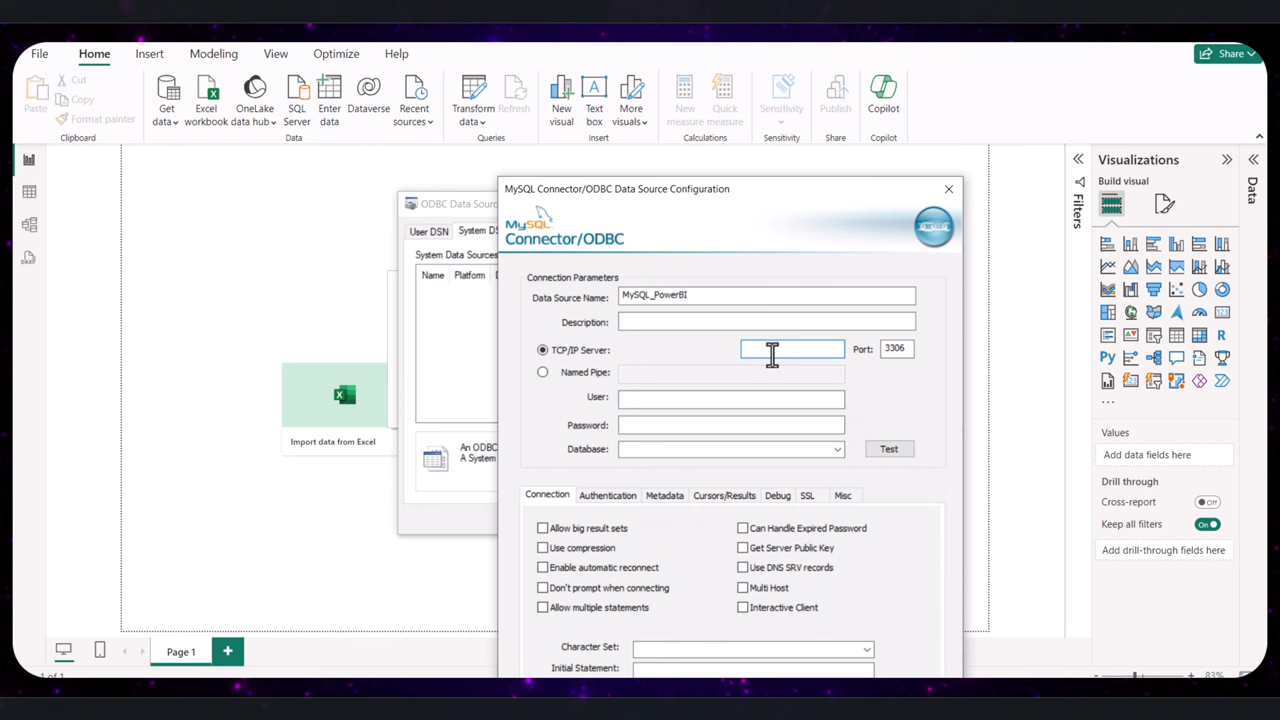 File Home Insert Modeling View Optimize Help Share
Paste Cut
Copy
Format painter
Clipboard
Get data
Excel workbook
OneLake data hub
SQL Server
Enter data
Dataverse
Recent sources
Data
Transform data
Refresh
Queries
New visual
Text box
More visuals
Insert
New measure
Quick measure
Calculations
Sensitivity
Sensitivity
Publish
Share
Copilot
Copilot
Import data from Excel
ODBC Data Sour
User DSN System DS
System Data Sources
Name Platform D
An ODBC
A System
MySQL Connector/ODBC Data Source Configuration
MySQL
Connector/ODBC
Connection Parameters
Data Source Name: MySQL_PowerBI
Description:
TCP/IP Server: Port: 3306
Named Pipe:
User:
Password:
Database: Test
Connection Authentication Metadata Cursors/Results Debug SSL Misc
Allow big result sets Can Handle Expired Password
Use compression Get Server Public Key
Enable automatic reconnect Use DNS SRV records
Don't prompt when connecting Multi Host
Allow multiple statements Interactive Client
Character Set:
Initial Statement:
Filters
Visualizations
Build visual
R
Py
123
Values
Add data fields here
Drill through
Cross-report Off
Keep all filters On
Add drill-through fields here
Data
Page 1
1 of 1
83%